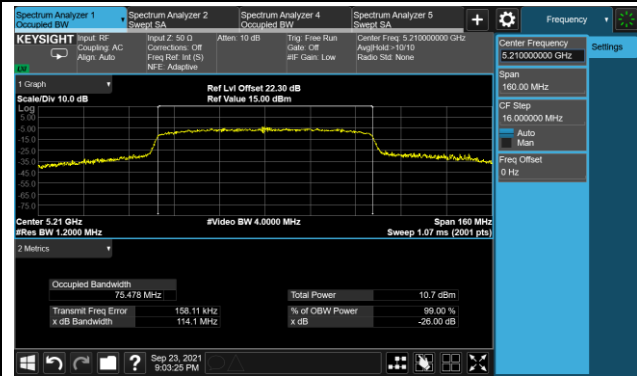 Spectrum Analyzer 1
Occupied BW
Spectrum Analyzer 2
Swept SA
Spectrum Analyzer 4
Occupied BW
Spectrum Analyzer 5
Swept SA
+
Frequency
KEYSIGHT
Input: RF
Coupling: AC
Align: Auto
Input Z: 50 Ω
Corrections: Off
Freq Ref: Int (S)
NFE: Adaptive
Atten: 10 dB
Trig: Free Run
Gate: Off
#IF Gain: Low
Center Freq: 5.210000000 GHz
Avg|Hold:>10/10
Radio Std: None
Center Frequency
5.210000000 GHz
Settings
Span
160.00 MHz
CF Step
16.000000 MHz
Auto
Man
Freq Offset
0 Hz
1 Graph
Scale/Div 10.0 dB
Ref Lvl Offset 22.30 dB
Ref Value 15.00 dBm
Log
5.00
-5.00
-15.0
-25.0
-35.0
-45.0
-55.0
-65.0
-75.0
Center 5.21 GHz
#Res BW 1.2000 MHz
#Video BW 4.0000 MHz
Span 160 MHz
Sweep 1.07 ms (2001 pts)
2 Metrics
Occupied Bandwidth
75.478 MHz
Total Power 10.7 dBm
Transmit Freq Error 158.11 kHz
% of OBW Power 99.00 %
x dB Bandwidth 114.1 MHz
x dB -26.00 dB
?
Sep 23, 2021
9:03:25 PM